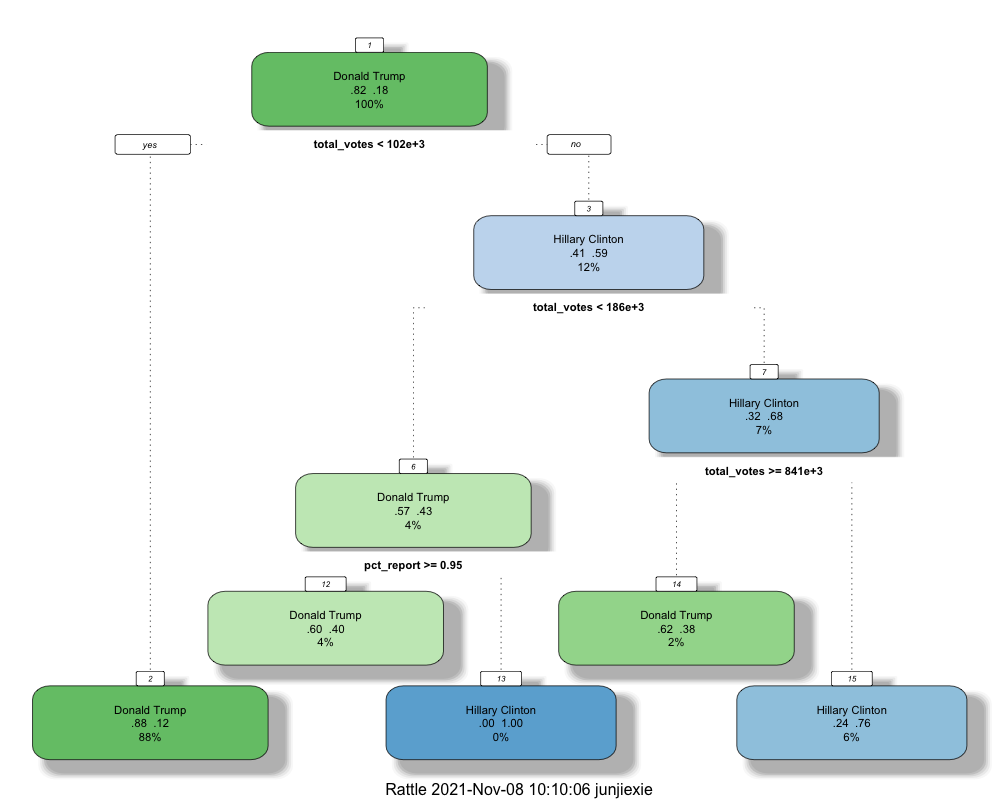 1
Donald Trump
.82 .18
100%
yes
total_votes < 102e+3
no
3
Hillary Clinton
.41 .59
12%
total_votes < 186e+3
7
Hillary Clinton
.32 .68
7%
total_votes >= 841e+3
6
Donald Trump
.57 .43
4%
pct_report >= 0.95
12
Donald Trump
.60 .40
4%
14
Donald Trump
.62 .38
2%
2
Donald Trump
.88 .12
88%
13
Hillary Clinton
.00 1.00
0%
15
Hillary Clinton
.24 .76
6%
Rattle 2021-Nov-08 10:10:06 junjiexie